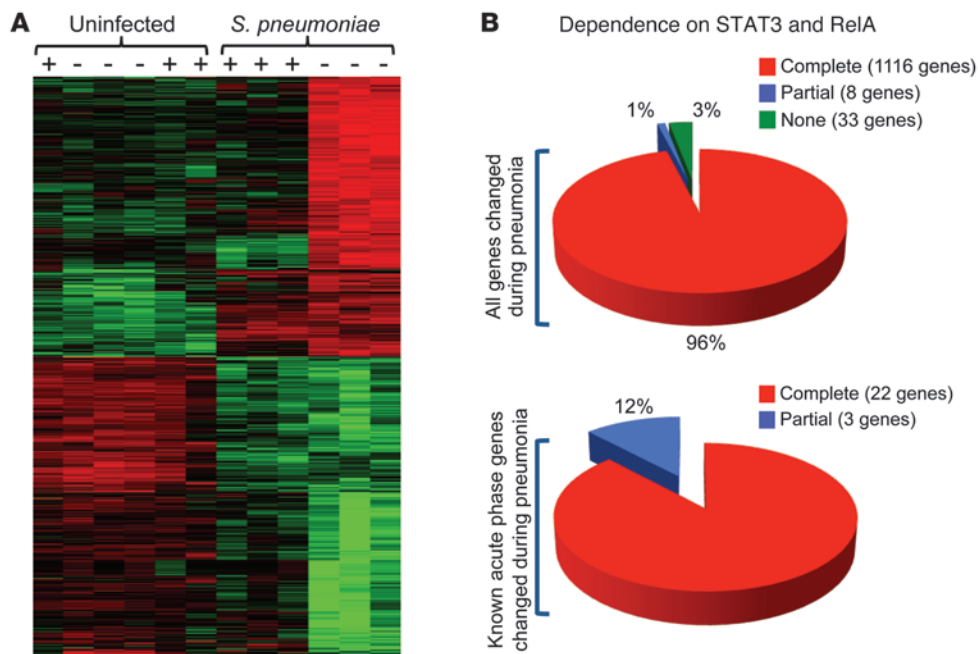 A
Uninfected
S. pneumoniae
+ - - - + + + + + - - -
B
Dependence on STAT3 and RelA
Complete (1116 genes)
Partial (8 genes)
None (33 genes)
1%
3%
All genes changed
during pneumonia
96%
Complete (22 genes)
Partial (3 genes)
12%
Known acute phase genes
changed during pneumonia